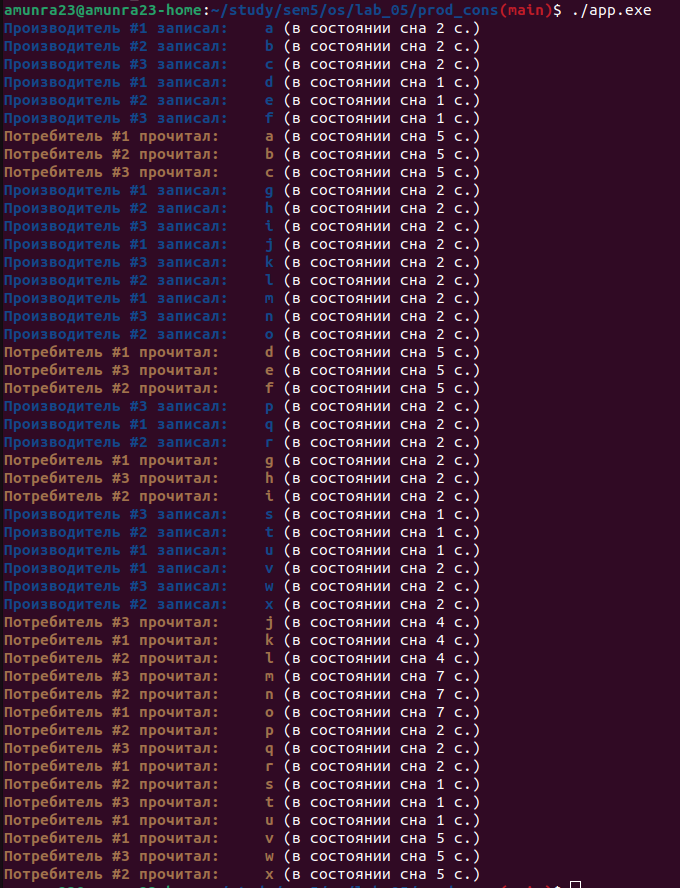 amunra23@amunra23-home:~/study/sem5/os/lab_05/prod_cons(main)$ ./app.exe
Производитель #1 записал: a (в состоянии сна 2 с.)
Производитель #2 записал: b (в состоянии сна 2 с.)
Производитель #3 записал: c (в состоянии сна 2 с.)
Производитель #1 записал: d (в состоянии сна 1 с.)
Производитель #2 записал: e (в состоянии сна 1 с.)
Производитель #3 записал: f (в состоянии сна 1 с.)
Потребитель #1 прочитал: a (в состоянии сна 5 с.)
Потребитель #2 прочитал: b (в состоянии сна 5 с.)
Потребитель #3 прочитал: c (в состоянии сна 5 с.)
Производитель #1 записал: g (в состоянии сна 2 с.)
Производитель #2 записал: h (в состоянии сна 2 с.)
Производитель #3 записал: i (в состоянии сна 2 с.)
Производитель #1 записал: j (в состоянии сна 2 с.)
Производитель #3 записал: k (в состоянии сна 2 с.)
Производитель #2 записал: l (в состоянии сна 2 с.)
Производитель #1 записал: m (в состоянии сна 2 с.)
Производитель #3 записал: n (в состоянии сна 2 с.)
Производитель #2 записал: o (в состоянии сна 2 с.)
Потребитель #1 прочитал: d (в состоянии сна 5 с.)
Потребитель #3 прочитал: e (в состоянии сна 5 с.)
Потребитель #2 прочитал: f (в состоянии сна 5 с.)
Производитель #3 записал: p (в состоянии сна 2 с.)
Производитель #1 записал: q (в состоянии сна 2 с.)
Производитель #2 записал: r (в состоянии сна 2 с.)
Потребитель #1 прочитал: g (в состоянии сна 2 с.)
Потребитель #3 прочитал: h (в состоянии сна 2 с.)
Потребитель #2 прочитал: i (в состоянии сна 2 с.)
Производитель #3 записал: s (в состоянии сна 1 с.)
Производитель #2 записал: t (в состоянии сна 1 с.)
Производитель #1 записал: u (в состоянии сна 1 с.)
Производитель #1 записал: v (в состоянии сна 2 с.)
Производитель #3 записал: w (в состоянии сна 2 с.)
Производитель #2 записал: x (в состоянии сна 2 с.)
Потребитель #3 прочитал: j (в состоянии сна 4 с.)
Потребитель #1 прочитал: k (в состоянии сна 4 с.)
Потребитель #2 прочитал: l (в состоянии сна 4 с.)
Потребитель #3 прочитал: m (в состоянии сна 7 с.)
Потребитель #2 прочитал: n (в состоянии сна 7 с.)
Потребитель #1 прочитал: o (в состоянии сна 7 с.)
Потребитель #2 прочитал: p (в состоянии сна 2 с.)
Потребитель #3 прочитал: q (в состоянии сна 2 с.)
Потребитель #1 прочитал: r (в состоянии сна 2 с.)
Потребитель #2 прочитал: s (в состоянии сна 1 с.)
Потребитель #3 прочитал: t (в состоянии сна 1 с.)
Потребитель #1 прочитал: u (в состоянии сна 1 с.)
Потребитель #1 прочитал: v (в состоянии сна 5 с.)
Потребитель #3 прочитал: w (в состоянии сна 5 с.)
Потребитель #2 прочитал: x (в состоянии сна 5 с.)